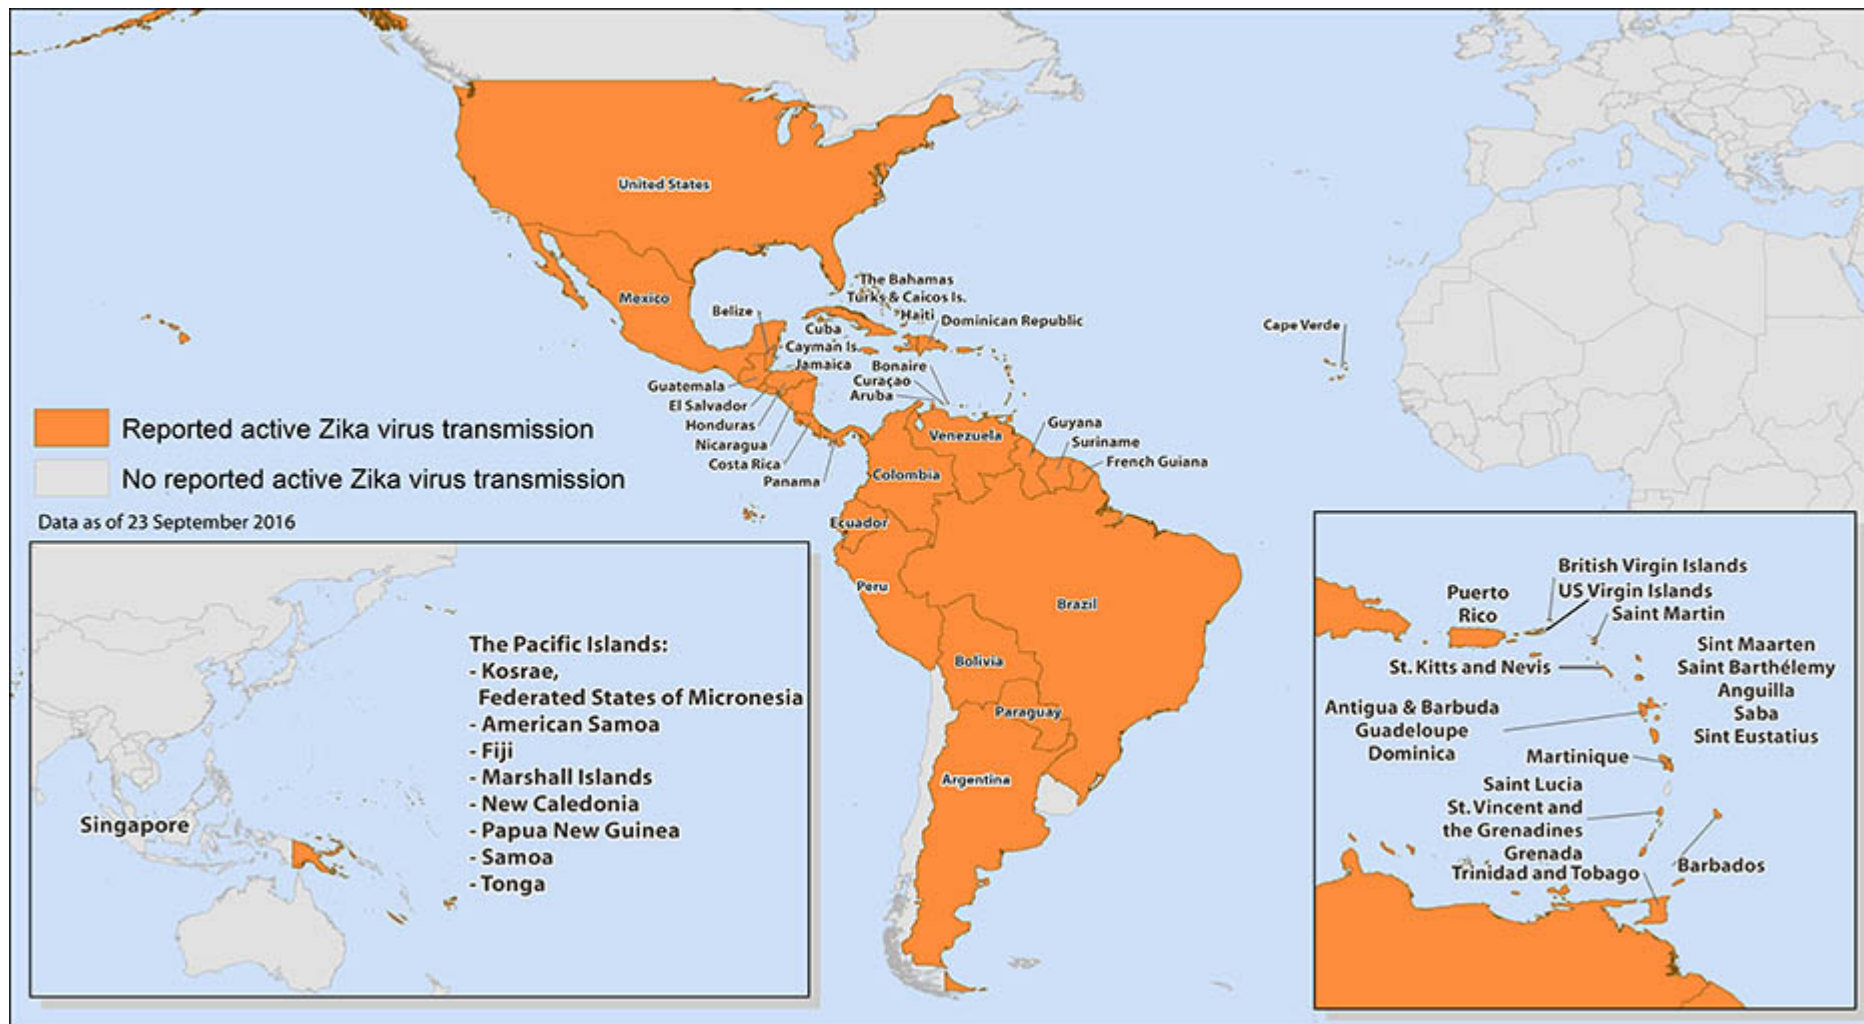 United States
Mexico
The Bahamas
Turks & Caicos Is.
Haiti
Dominican Republic
Belize
Cuba
Cayman Is.
Jamaica
Bonaire
Curaçao
Aruba
Guatemala
El Salvador
Honduras
Nicaragua
Costa Rica
Panama
Cape Verde
Venezuela
Guyana
Suriname
French Guiana
Colombia
Ecuador
Peru
Brazil
Bolivia
Paraguay
Argentina
Reported active Zika virus transmission
No reported active Zika virus transmission
Data as of 23 September 2016
The Pacific Islands:
- Kosrae,
Federated States of Micronesia
- American Samoa
- Fiji
- Marshall Islands
- New Caledonia
- Papua New Guinea
- Samoa
- Tonga
Singapore
British Virgin Islands
US Virgin Islands
Saint Martin
Puerto
Rico
Sint Maarten
Saint Barthélemy
Anguilla
Saba
Sint Eustatius
St. Kitts and Nevis
Antigua & Barbuda
Guadeloupe
Dominica
Martinique
Saint Lucia
St. Vincent and
the Grenadines
Grenada
Trinidad and Tobago
Barbados